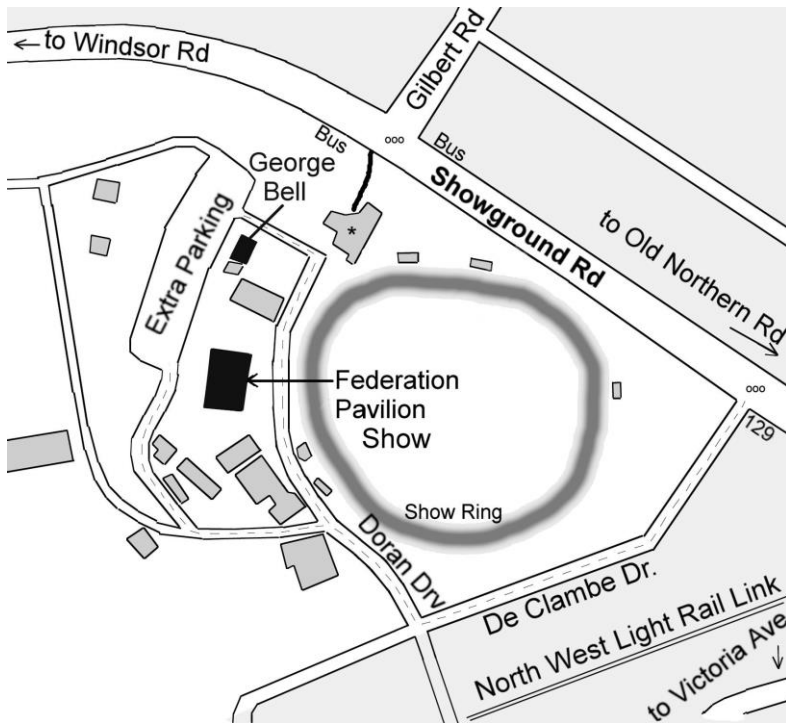 to Windsor Rd
Gilbert Rd
Bus
ooo
Bus
George
Bell
Showground Rd
to Old Northern Rd
*
Extra Parking
Federation
Pavilion
Show
ooo
129
Show Ring
Doran Drv
De Clambe Dr.
North West Light Rail Link
to Victoria Ave